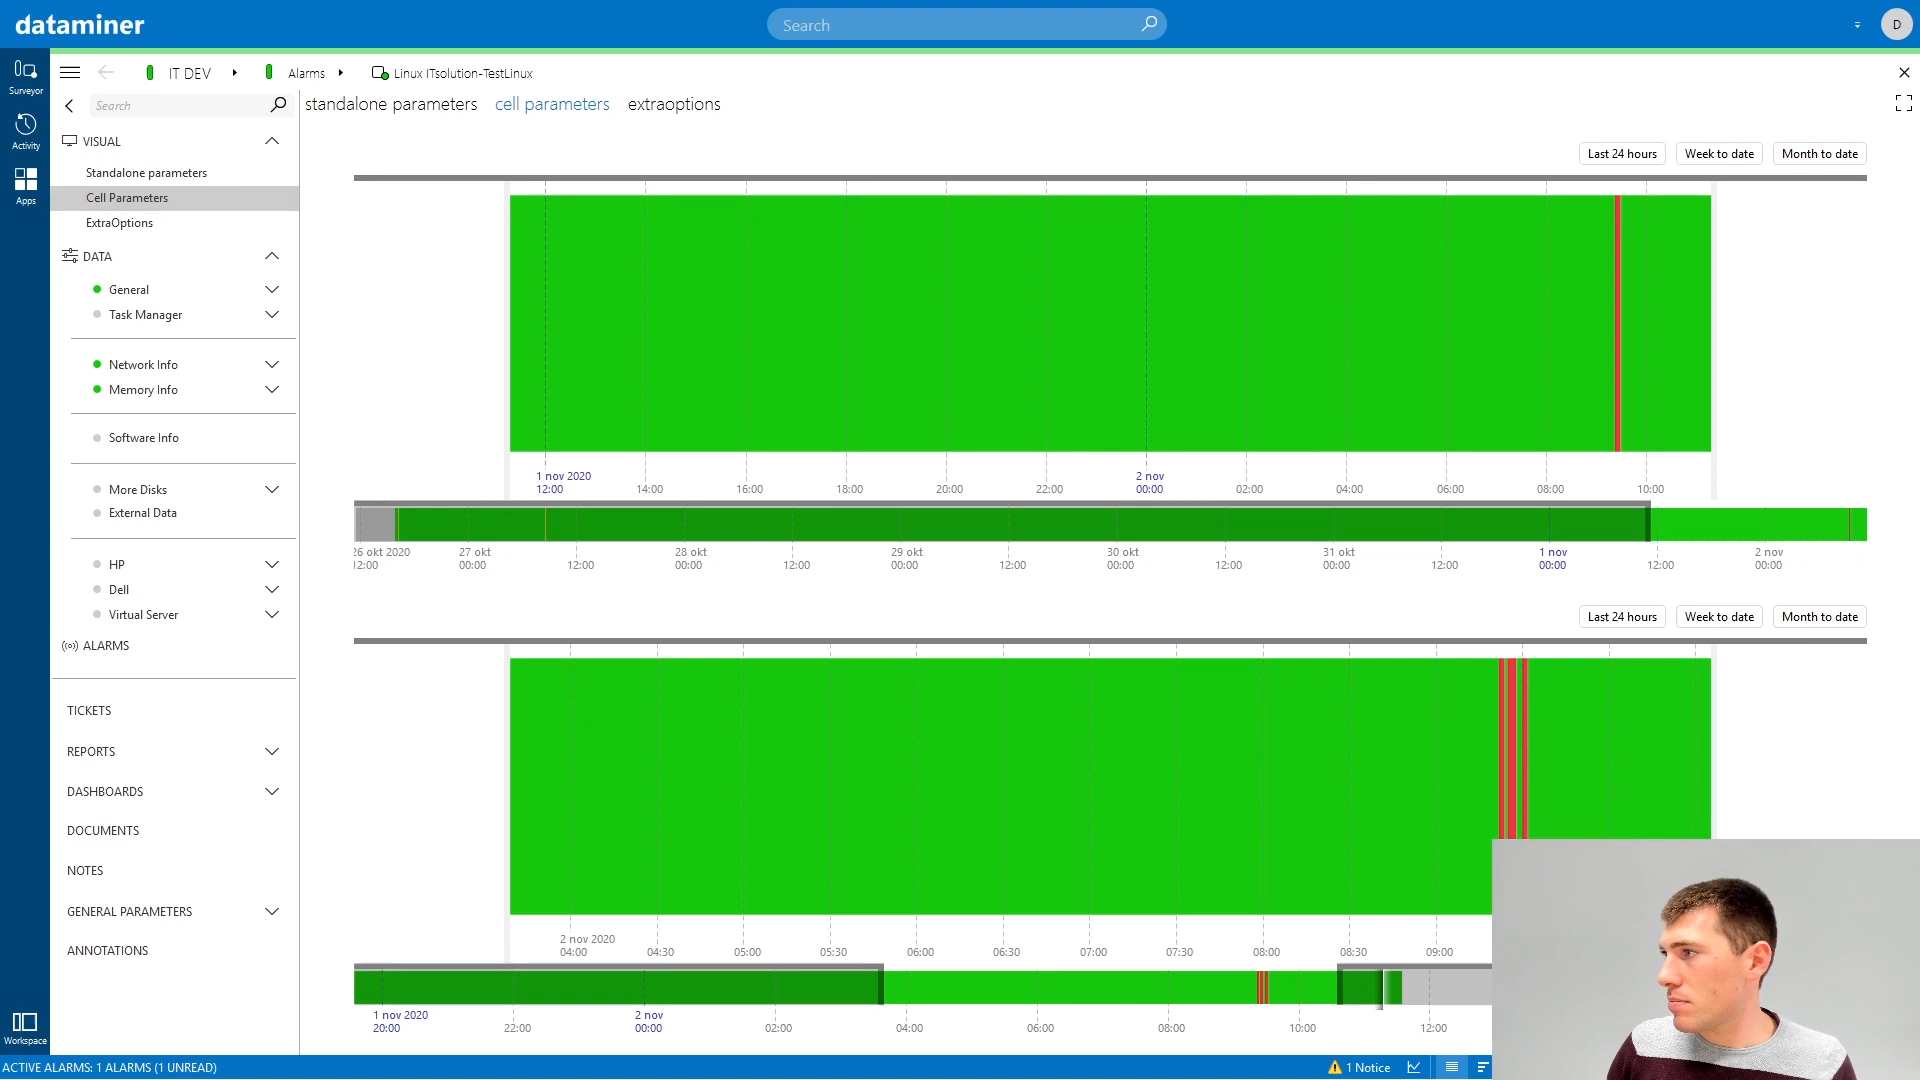 dataminer
Search
D
Surveyor
Activity
Apps
Workspace
IT DEV
Alarms
Linux ITsolution-TestLinux
Search
VISUAL
Standalone parameters
Cell Parameters
ExtraOptions
DATA
General
Task Manager
Network Info
Memory Info
Software Info
More Disks
External Data
HP
Dell
Virtual Server
ALARMS
TICKETS
REPORTS
DASHBOARDS
DOCUMENTS
NOTES
GENERAL PARAMETERS
ANNOTATIONS
standalone parameters cell parameters extraoptions
Last 24 hours Week to date Month to date
1 nov 2020 2 nov
12:00 14:00 16:00 18:00 20:00 22:00 00:00 02:00 04:00 06:00 08:00 10:00
26 okt 2020 27 okt 28 okt 29 okt 30 okt 31 okt 1 nov 2 nov
12:00 00:00 12:00 00:00 12:00 00:00 12:00 00:00 12:00 00:00 12:00 00:00 12:00 00:00
Last 24 hours Week to date Month to date
2 nov 2020
04:00 04:30 05:00 05:30 06:00 06:30 07:00 07:30 08:00 08:30 09:00
1 nov 2020 2 nov
20:00 22:00 00:00 02:00 04:00 06:00 08:00 10:00 12:00
ACTIVE ALARMS: 1 ALARMS (1 UNREAD)
1 Notice